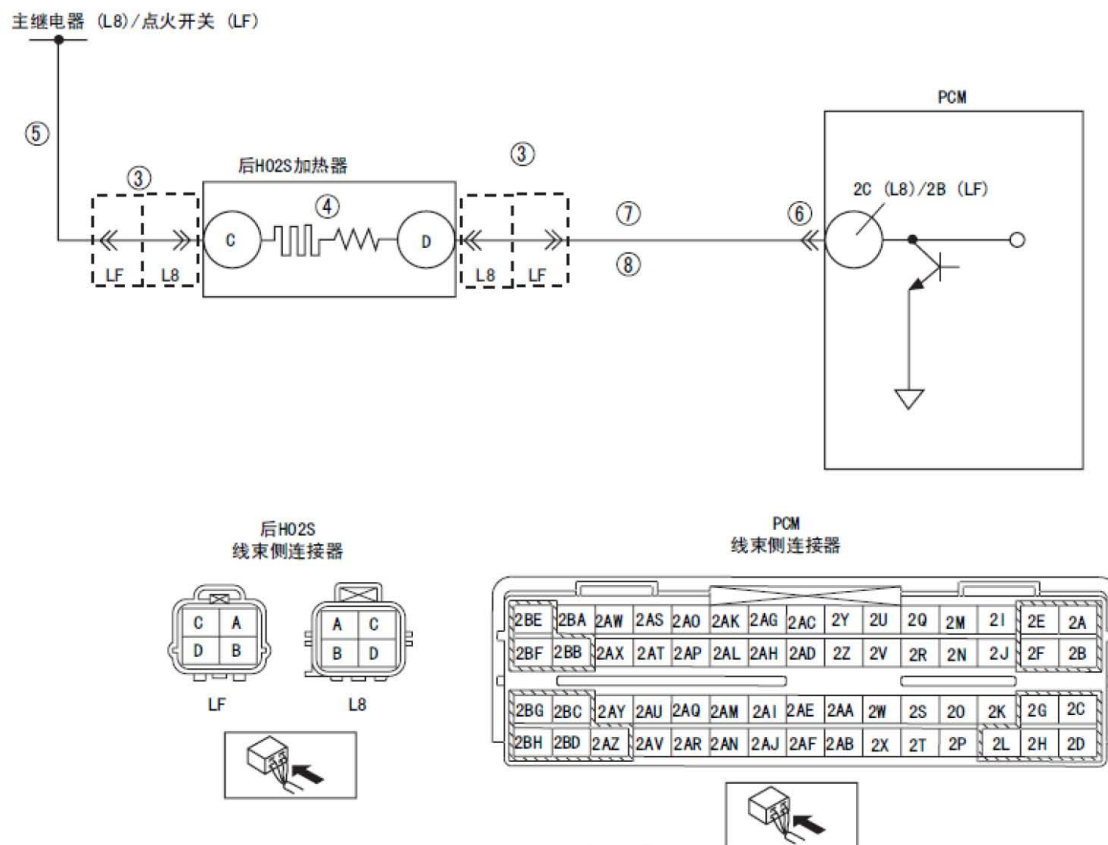 主继电器 (L8)/点火开关 (LF)
PCM
⑤
③
后HO2S加热器
③
④
⑦
⑥
2C (L8)/2B (LF)
C
D
⑧
LF
L8
L8
LF
后HO2S
线束侧连接器
PCM
线束侧连接器
C A
D B
LF
A C
B D
L8
2BE 2BA 2AW 2AS 2AO 2AK 2AG 2AC 2Y 2U 2Q 2M 2I 2E 2A
2BF 2BB 2AX 2AT 2AP 2AL 2AH 2AD 2Z 2V 2R 2N 2J 2F 2B
2BG 2BC 2AY 2AU 2AQ 2AM 2AI 2AE 2AA 2W 2S 2O 2K 2G 2C
2BH 2BD 2AZ 2AV 2AR 2AN 2AJ 2AF 2AB 2X 2T 2P 2L 2H 2D